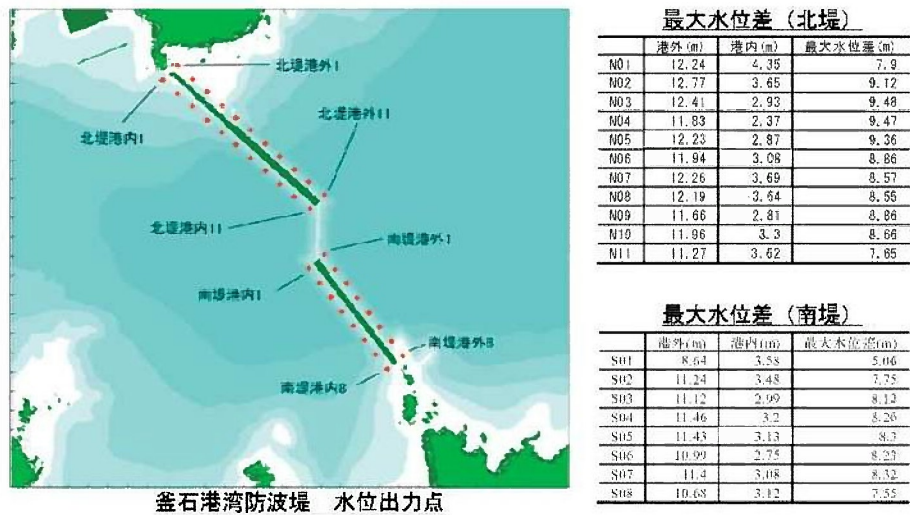 北堤港外1
北堤港内1
北堤港外11
北堤港内11
南堤港外1
南堤港内1
南堤港外8
南堤港内8
釜石港湾防波堤 水位出力点
最大水位差（北堤）
港外(m) 港内(m) 最大水位差(m)
N01 12.24 4.35 7.9
N02 12.77 3.65 9.12
N03 12.41 2.93 9.48
N04 11.83 2.37 9.47
N05 12.23 2.87 9.36
N06 11.94 3.08 8.86
N07 12.26 3.69 8.57
N08 12.19 3.64 8.55
N09 11.66 2.81 8.86
N10 11.96 3.3 8.66
N11 11.27 3.62 7.65
最大水位差（南堤）
港外(m) 港内(m) 最大水位差(m)
S01 8.64 3.58 5.06
S02 11.24 3.48 7.75
S03 11.12 2.99 8.12
S04 11.46 3.2 8.26
S05 11.43 3.13 8.3
S06 10.99 2.75 8.23
S07 11.4 3.08 8.32
S08 10.68 3.12 7.55